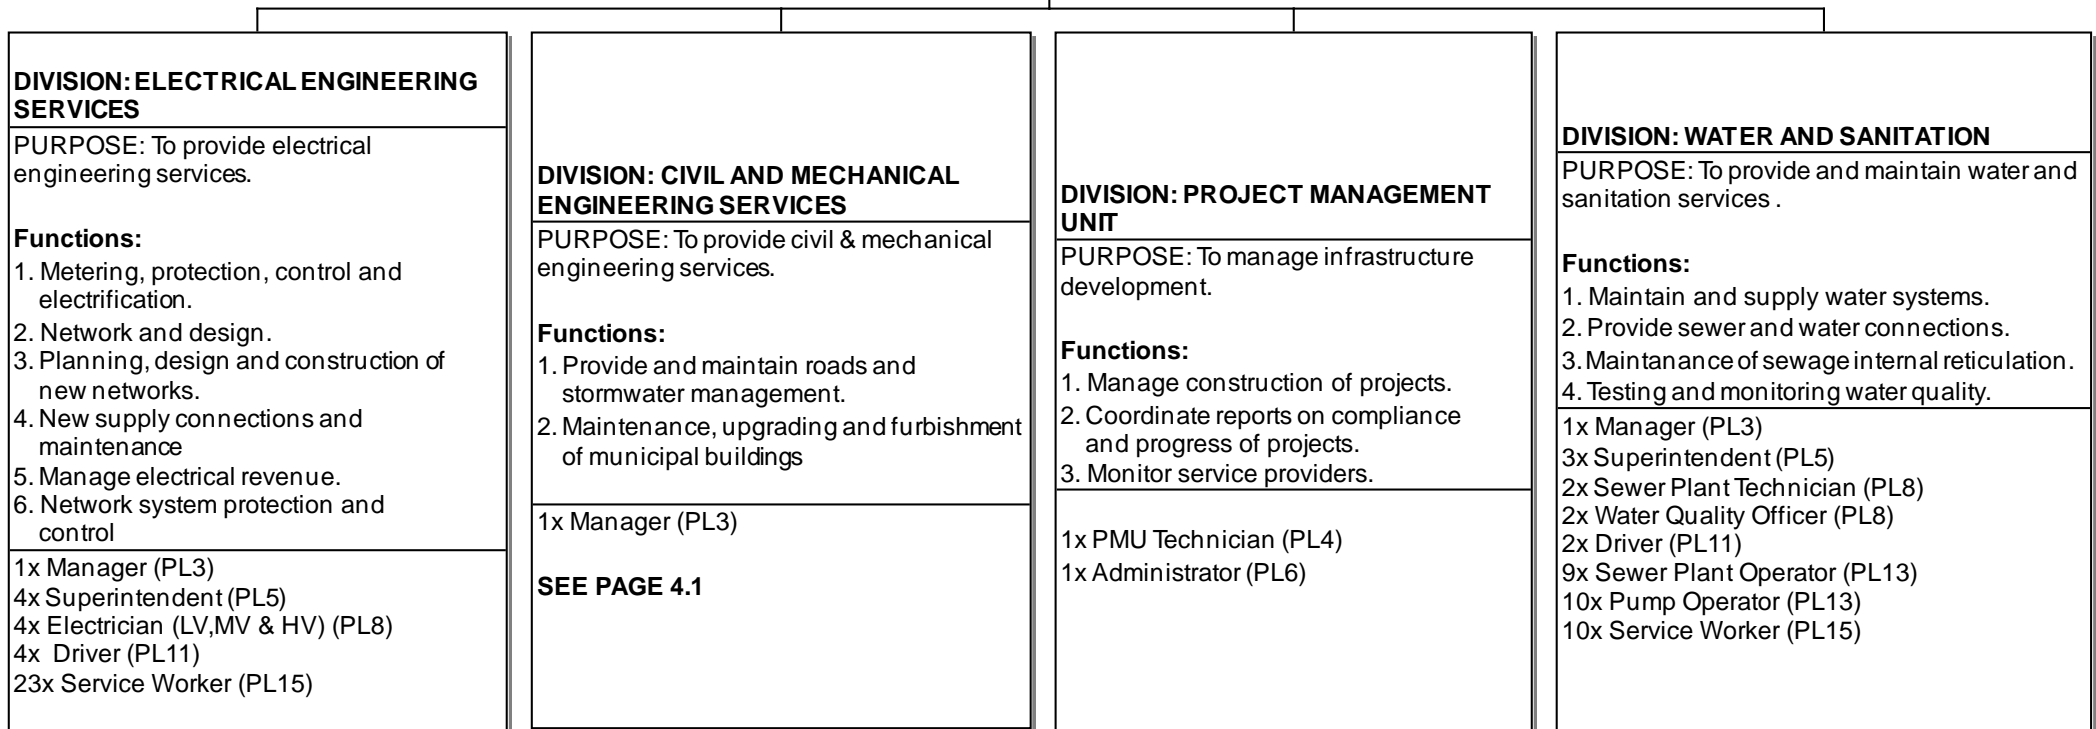 DIVISION: ELECTRICAL ENGINEERING
SERVICES
PURPOSE: To provide electrical
engineering services.
Functions:
1. Metering, protection, control and
electrification.
2. Network and design.
3. Planning, design and construction of
new networks.
4. New supply connections and
maintenance
5. Manage electrical revenue.
6. Network system protection and
control
1x Manager (PL3)
4x Superintendent (PL5)
4x Electrician (LV,MV & HV) (PL8)
4x Driver (PL11)
23x Service Worker (PL15)
DIVISION: CIVIL AND MECHANICAL
ENGINEERING SERVICES
PURPOSE: To provide civil & mechanical
engineering services.
Functions:
1. Provide and maintain roads and
stormwater management.
2. Maintenance, upgrading and furbishment
of municipal buildings
1x Manager (PL3)
SEE PAGE 4.1
DIVISION: PROJECT MANAGEMENT
UNIT
PURPOSE: To manage infrastructure
development.
Functions:
1. Manage construction of projects.
2. Coordinate reports on compliance
and progress of projects.
3. Monitor service providers.
1x PMU Technician (PL4)
1x Administrator (PL6)
DIVISION: WATER AND SANITATION
PURPOSE: To provide and maintain water and
sanitation services .
Functions:
1. Maintain and supply water systems.
2. Provide sewer and water connections.
3. Maintanance of sewage internal reticulation.
4. Testing and monitoring water quality.
1x Manager (PL3)
3x Superintendent (PL5)
2x Sewer Plant Technician (PL8)
2x Water Quality Officer (PL8)
2x Driver (PL11)
9x Sewer Plant Operator (PL13)
10x Pump Operator (PL13)
10x Service Worker (PL15)